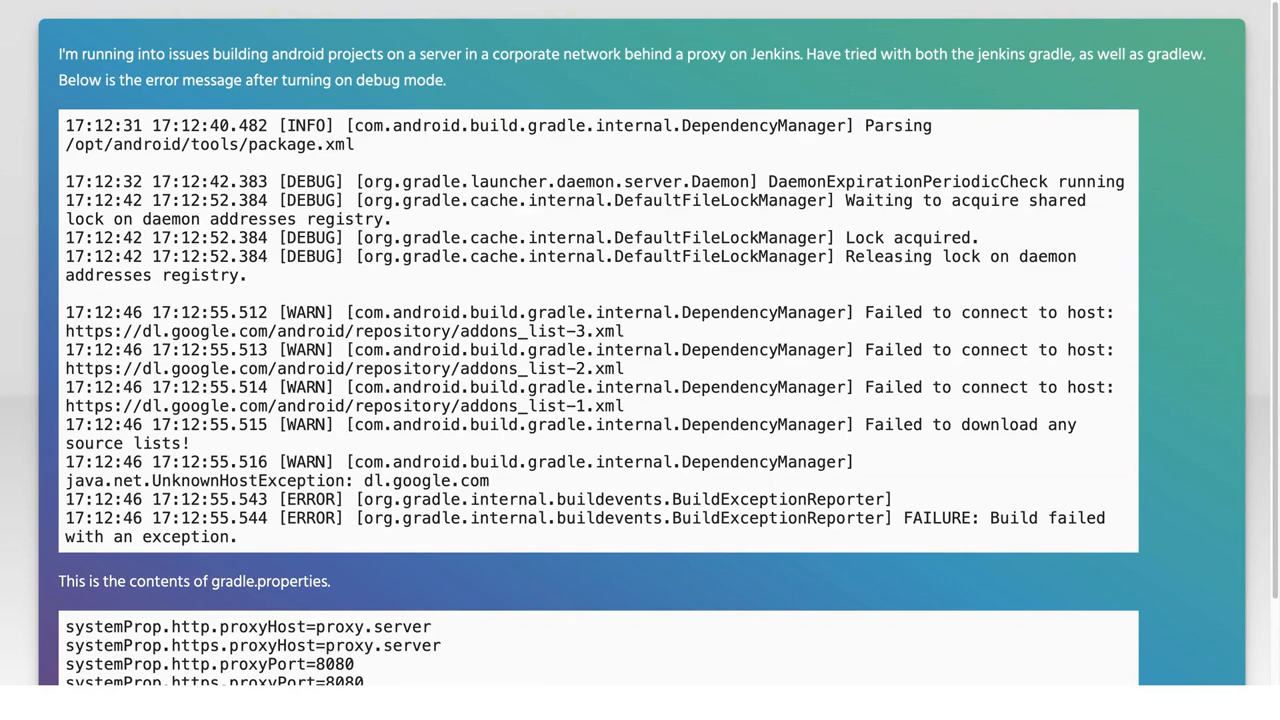 I'm running into issues building android projects on a server in a corporate network behind a proxy on Jenkins. Have tried with both the jenkins gradle, as well as gradlew.
Below is the error message after turning on debug mode.
17:12:31 17:12:40.482 [INFO] [com.android.build.gradle.internal.DependencyManager] Parsing
/opt/android/tools/package.xml
17:12:32 17:12:42.383 [DEBUG] [org.gradle.launcher.daemon.server.Daemon] DaemonExpirationPeriodicCheck running
17:12:42 17:12:52.384 [DEBUG] [org.gradle.cache.internal.DefaultFileLockManager] Waiting to acquire shared
lock on daemon addresses registry.
17:12:42 17:12:52.384 [DEBUG] [org.gradle.cache.internal.DefaultFileLockManager] Lock acquired.
17:12:42 17:12:52.384 [DEBUG] [org.gradle.cache.internal.DefaultFileLockManager] Releasing lock on daemon
addresses registry.
17:12:46 17:12:55.512 [WARN] [com.android.build.gradle.internal.DependencyManager] Failed to connect to host:
https://dl.google.com/android/repository/addons_list-3.xml
17:12:46 17:12:55.513 [WARN] [com.android.build.gradle.internal.DependencyManager] Failed to connect to host:
https://dl.google.com/android/repository/addons_list-2.xml
17:12:46 17:12:55.514 [WARN] [com.android.build.gradle.internal.DependencyManager] Failed to connect to host:
https://dl.google.com/android/repository/addons_list-1.xml
17:12:46 17:12:55.515 [WARN] [com.android.build.gradle.internal.DependencyManager] Failed to download any
source lists!
17:12:46 17:12:55.516 [WARN] [com.android.build.gradle.internal.DependencyManager]
java.net.UnknownHostException: dl.google.com
17:12:46 17:12:55.543 [ERROR] [org.gradle.internal.buildevents.BuildExceptionReporter]
17:12:46 17:12:55.544 [ERROR] [org.gradle.internal.buildevents.BuildExceptionReporter] FAILURE: Build failed
with an exception.
This is the contents of gradle.properties.
systemProp.http.proxyHost=proxy.server
systemProp.https.proxyHost=proxy.server
systemProp.http.proxyPort=8080
systemProp.https.proxyPort=8080